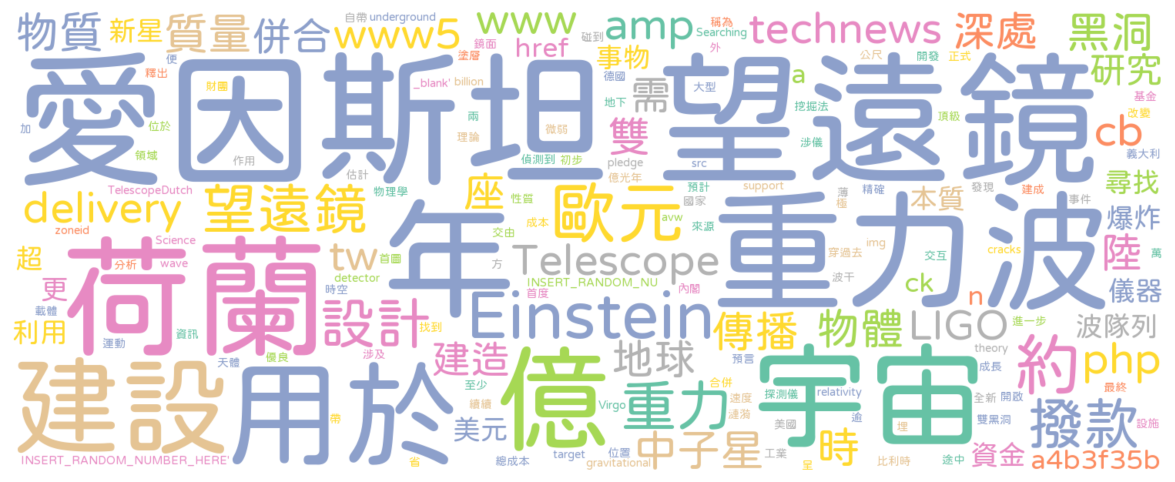 物質 新星 質量 併合 自帶 underground www5 www 鏡面 href 碰到 amp 事物 稱為 Searching 外 technews 深處 黑洞
釋出 便 財團 塗層 _blank' billion 德國 地下 需 大型 a 公尺 開發 正式 挖掘法 頂級 研究 基金 改變
愛因斯坦 望遠鏡
加 位於 領域 作用 估計 理論 兩 微弱 偵測到 初步 雙 涉儀 cb 義大利
TelescopeDutch 物理學 pledge 億光年 src 預計 support 薄 極 精確 本質 發現 建成 事件 尋找
delivery 望遠鏡 座 性質 歐元 國家 爆炸
zoneid Science 交由 成本 avw 來源 重力波
荷蘭 年 img 穿過去 交互 cracks 陸 萬
超 分析 wave tw 首圖 方 Telescope 波干 ck 儀器
更 detector 時空 INSERT_RANDOM_NU 首度 內閣 n
載體 設計 Einstein 傳播 物體 LIGO 進一步 波隊列
利用 資訊 運動 找到 theory
天體 優良 涉及 建造 地球 預言 合併 成長 約 php
建設 用於 至少 億 Virgo 重力 速度 探測儀 宇宙 relativity 最終
續續 漣漪 美國 逾 全新 開啟 雙黑洞 撥款 設施
帶 美元 中子星 工業 埋 時
INSERT_RANDOM_NUMBER_HERE' 省 總成本 target 位置 gravitational 呈 比利時 途中 資金 a4b3f35b